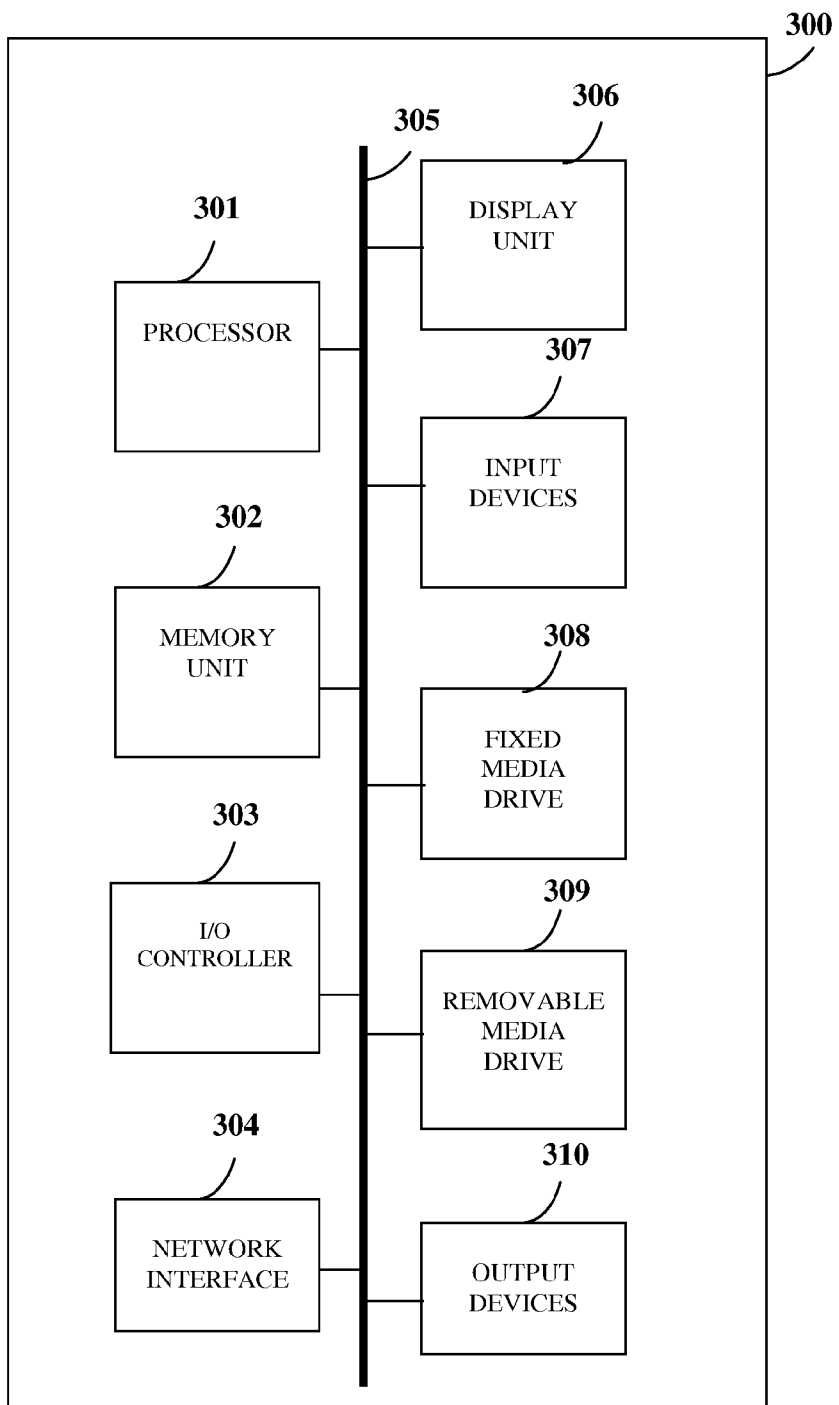 300
305
306
DISPLAY
UNIT
301
PROCESSOR
307
INPUT
DEVICES
302
MEMORY
UNIT
308
FIXED
MEDIA
DRIVE
303
I/O
CONTROLLER
309
REMOVABLE
MEDIA
DRIVE
304
NETWORK
INTERFACE
310
OUTPUT
DEVICES